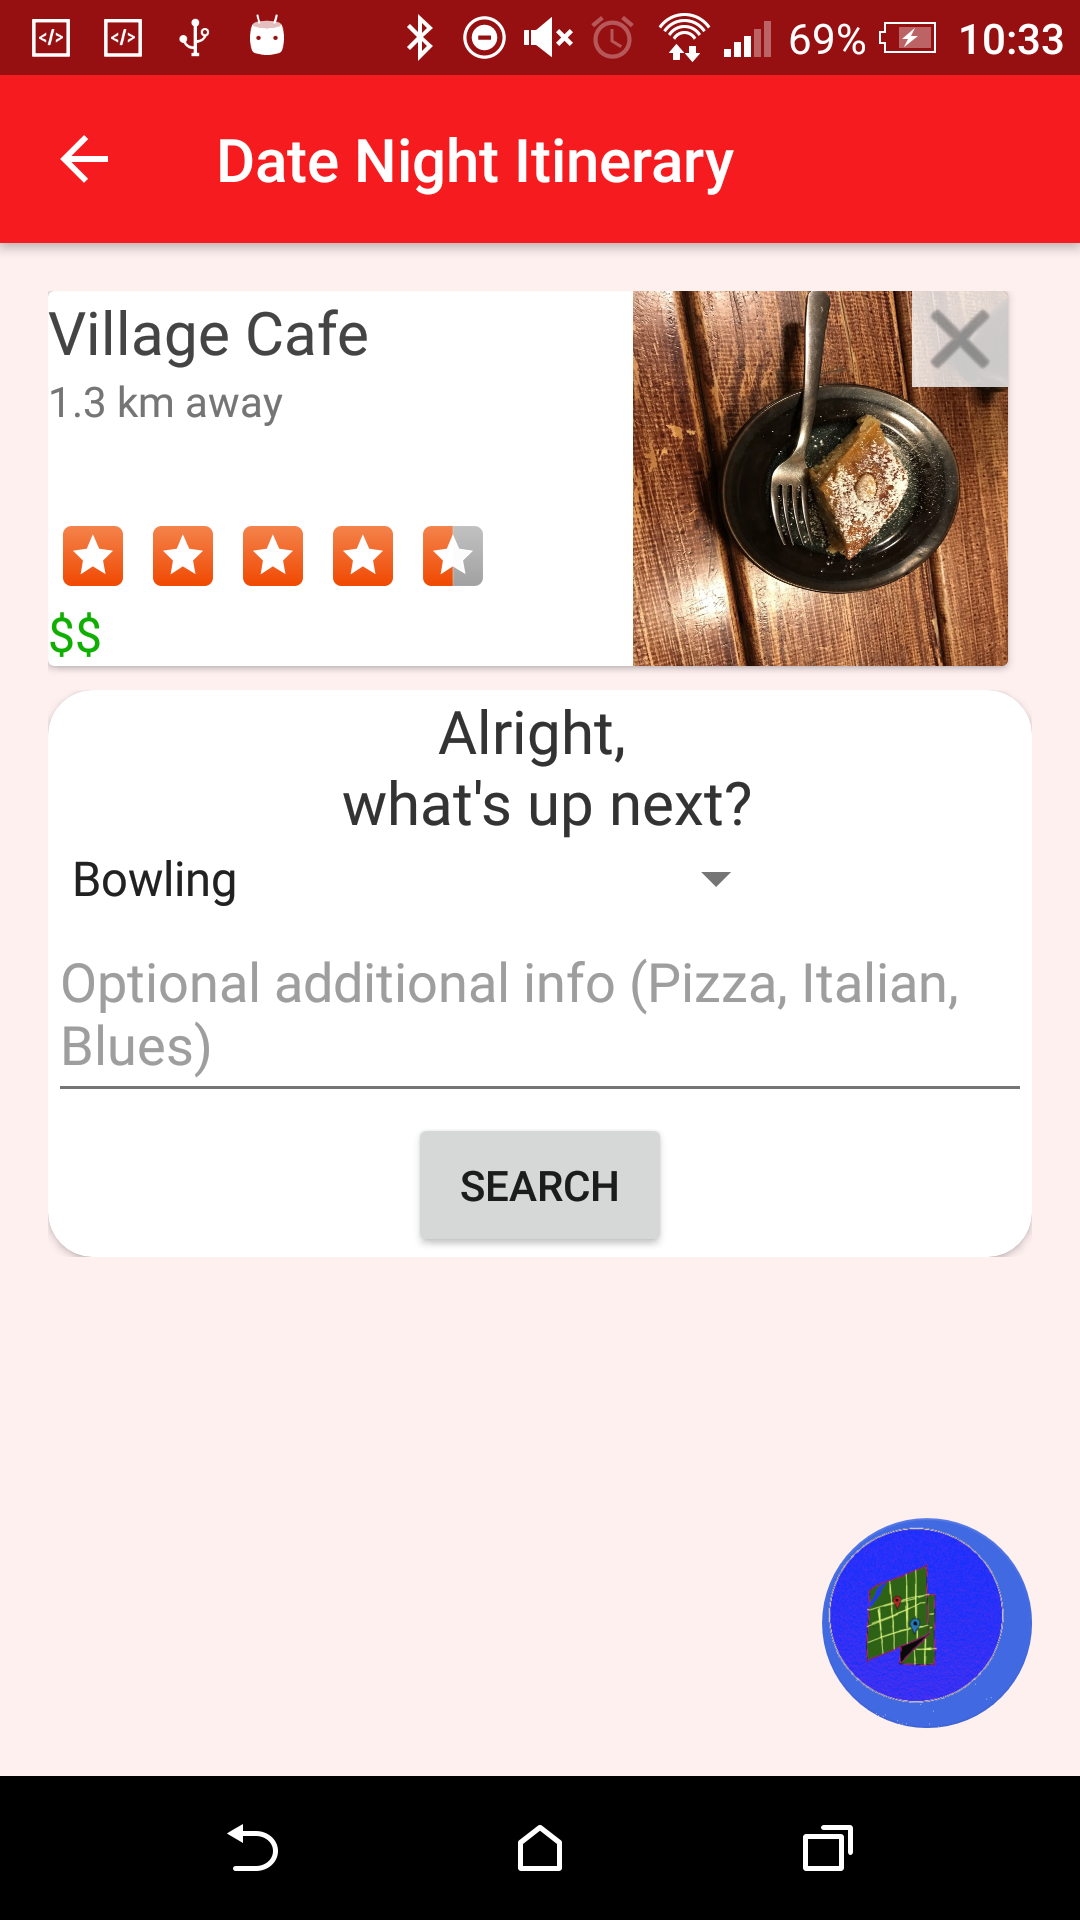 69% 10:33
Date Night Itinerary
Village Cafe
1.3 km away
$$
Alright,
what's up next?
Bowling
Optional additional info (Pizza, Italian,
Blues)
SEARCH